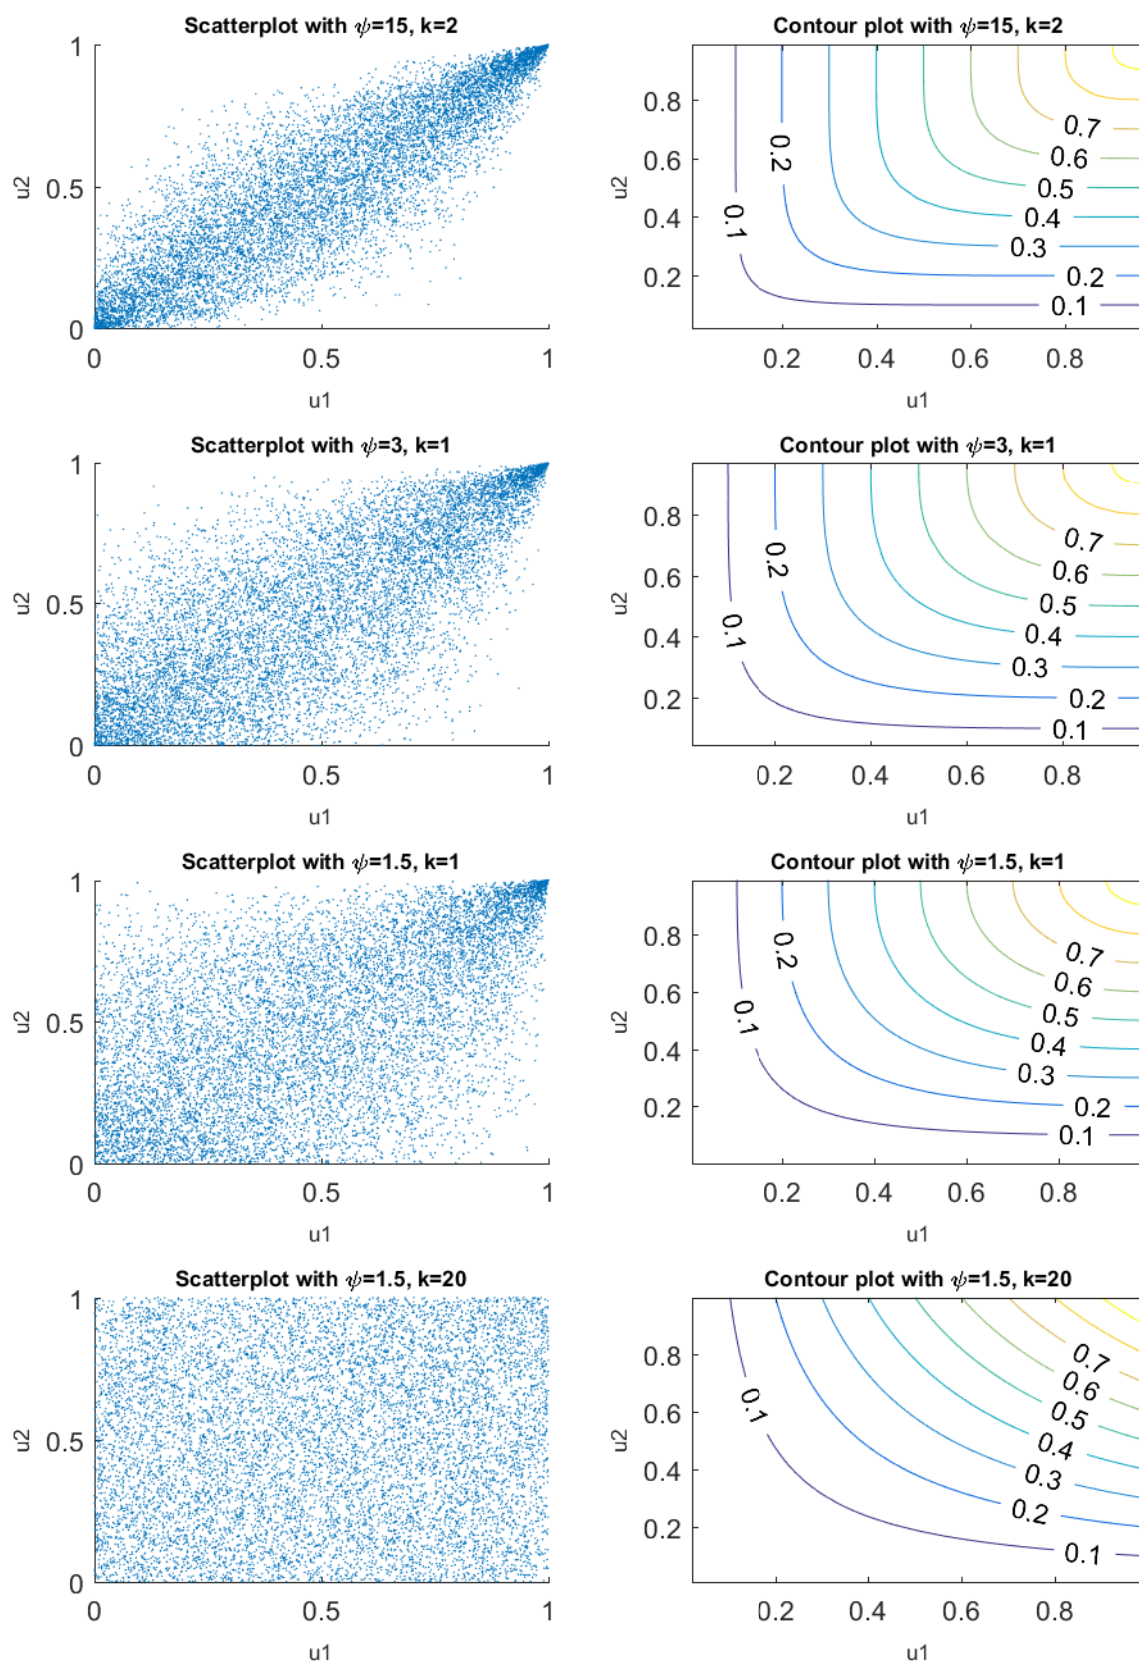 Scatterplot with ψ=15, k=2
Contour plot with ψ=15, k=2
1
0.5
0
0 0.5 1
u2
u1
0.8
0.6
0.4
0.2
0.2 0.4 0.6 0.8
u2
u1
0.1
0.2
0.7
0.6
0.5
0.4
0.3
0.2
0.1
Scatterplot with ψ=3, k=1
Contour plot with ψ=3, k=1
1
0.5
0
0 0.5 1
u2
u1
0.8
0.6
0.4
0.2
0.2 0.4 0.6 0.8
u2
u1
0.1
0.2
0.7
0.6
0.5
0.4
0.3
0.2
0.1
Scatterplot with ψ=1.5, k=1
Contour plot with ψ=1.5, k=1
1
0.5
0
0 0.5 1
u2
u1
0.8
0.6
0.4
0.2
0.2 0.4 0.6 0.8
u2
u1
0.1
0.2
0.7
0.6
0.5
0.4
0.3
0.2
0.1
Scatterplot with ψ=1.5, k=20
Contour plot with ψ=1.5, k=20
1
0.5
0
0 0.5 1
u2
u1
0.8
0.6
0.4
0.2
0.2 0.4 0.6 0.8
u2
u1
0.1
0.7
0.6
0.5
0.4
0.3
0.2
0.1